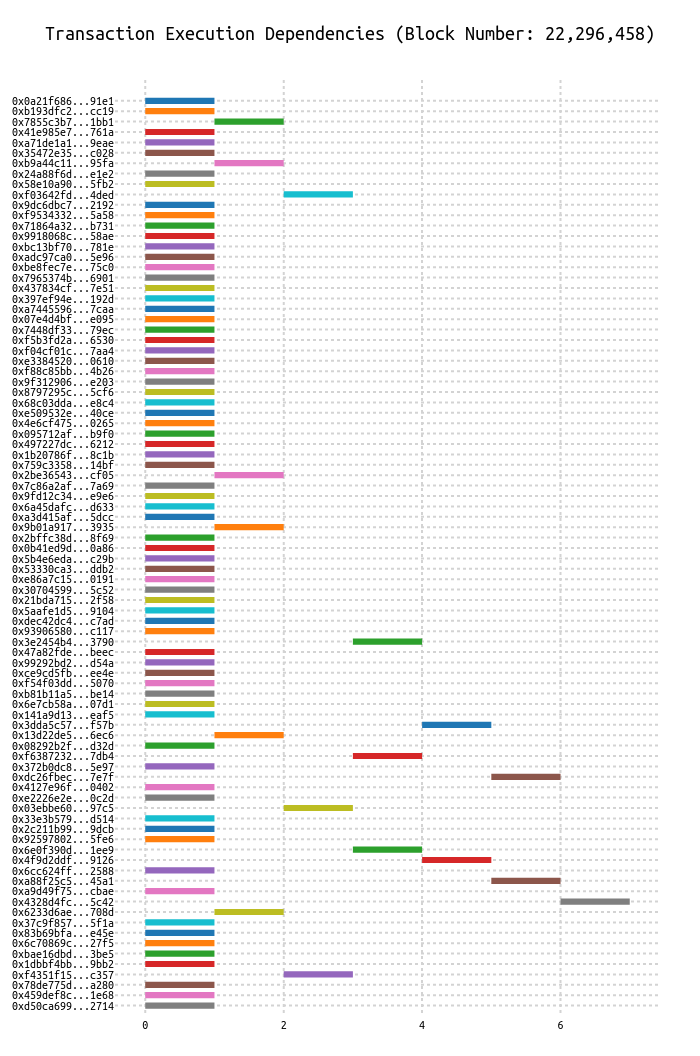 Transaction Execution Dependencies (Block Number: 22,296,458)
0x0a21f686...91e1
0xb193dfc2...cc19
0x7855c3b7...1bb1
0x41e985e7...761a
0xa71de1a1...9eae
0x35472e35...c028
0xb9a44c11...95fa
0x24a88f6d...e1e2
0x58e10a90...5fb2
0xf03642fd...4ded
0x9dc6dbc7...2192
0xf9534332...5a58
0x71864a32...b731
0x9918068c...58ae
0xbc13bf70...781e
0xadc97ca0...5e96
0xbe8fec7e...75c0
0x7965374b...6901
0x437834cf...7e51
0x397ef94e...192d
0xa7445596...7caa
0x07e4d4bf...e095
0x7448df33...79ec
0xf5b3fd2a...6530
0xf04cf01c...7aa4
0xe3384520...0610
0xf88c85bb...4b26
0x9f312906...e203
0x8797295c...5cf6
0x68c03dda...e8c4
0xe509532e...40ce
0x4e6cf475...0265
0x095712af...b9f0
0x497227dc...6212
0x1b20786f...8c1b
0x759c3358...14bf
0x2be36543...cf05
0x7c86a2af...7a69
0x9fd12c34...e9e6
0x6a45dafc...d633
0xa3d415af...5dcc
0x9b01a917...3935
0x2bffc38d...8f69
0x0b41ed9d...0a86
0x5b4e6eda...c29b
0x53330ca3...ddb2
0xe86a7c15...0191
0x30704599...5c52
0x21bda715...2f58
0x5aafe1d5...9104
0xdec42dc4...c7ad
0x93906580...c117
0x3e2454b4...3790
0x47a82fde...beec
0x99292bd2...d54a
0xce9cd5fb...ee4e
0xf54f03dd...5070
0xb81b11a5...be14
0x6e7cb58a...07d1
0x141a9d13...eaf5
0x3dda5c57...f57b
0x13d22de5...6ec6
0x08292b2f...d32d
0xf6387232...7db4
0x372b0dc8...5e97
0xdc26fbec...7e7f
0x4127e96f...0402
0xe2226e2e...0c2d
0x03ebbe60...97c5
0x33e3b579...d514
0x2c211b99...9dcb
0x92597802...5fe6
0x6e0f390d...1ee9
0x4f9d2ddf...9126
0x6cc624ff...2588
0xa88f25c5...45a1
0xa9d49f75...cbae
0x4328d4fc...5c42
0x6233d6ae...708d
0x37c9f857...5f1a
0x83b69bfa...e45e
0x6c70869c...27f5
0xbae16dbd...3be5
0x1dbbf4bb...9bb2
0xf4351f15...c357
0x78de775d...a280
0x459def8c...1e68
0xd50ca699...2714
0 2 4 6